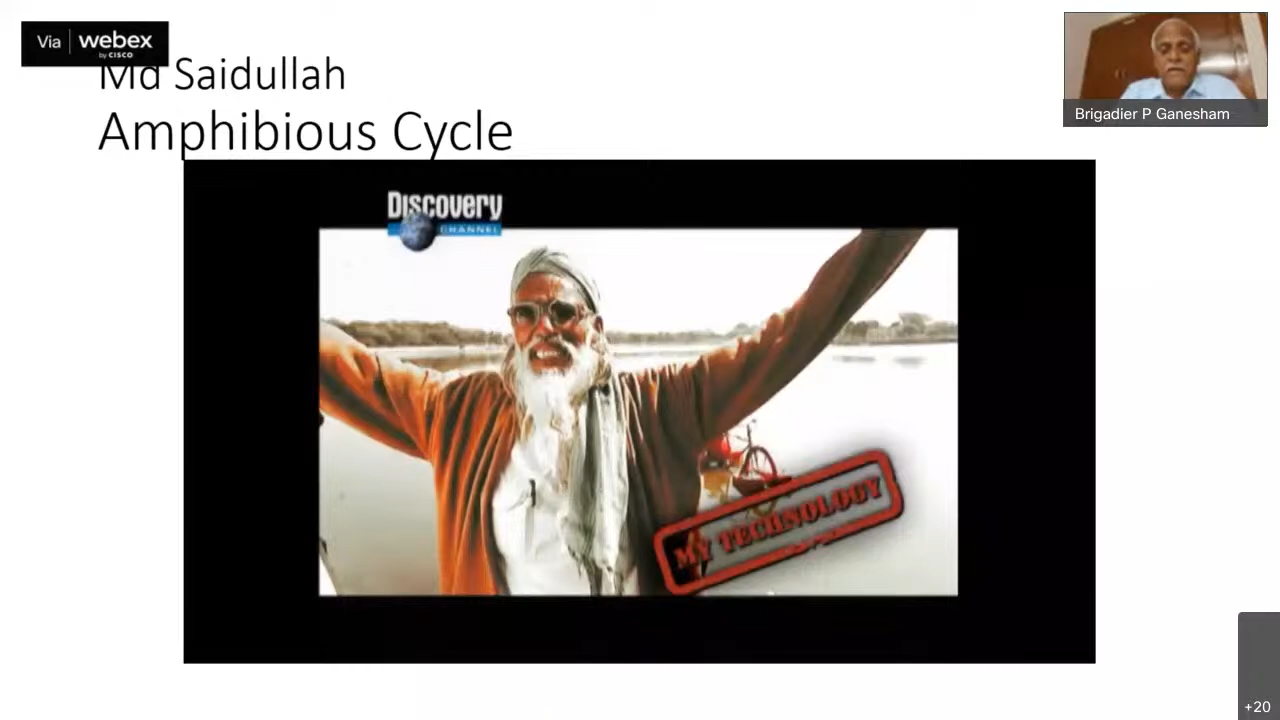 Via webex
by CISCO
Md Saidullah
Amphibious Cycle
Brigadier P Ganesham
Discovery
CHANNEL
MY TECHNOLOGY
+20